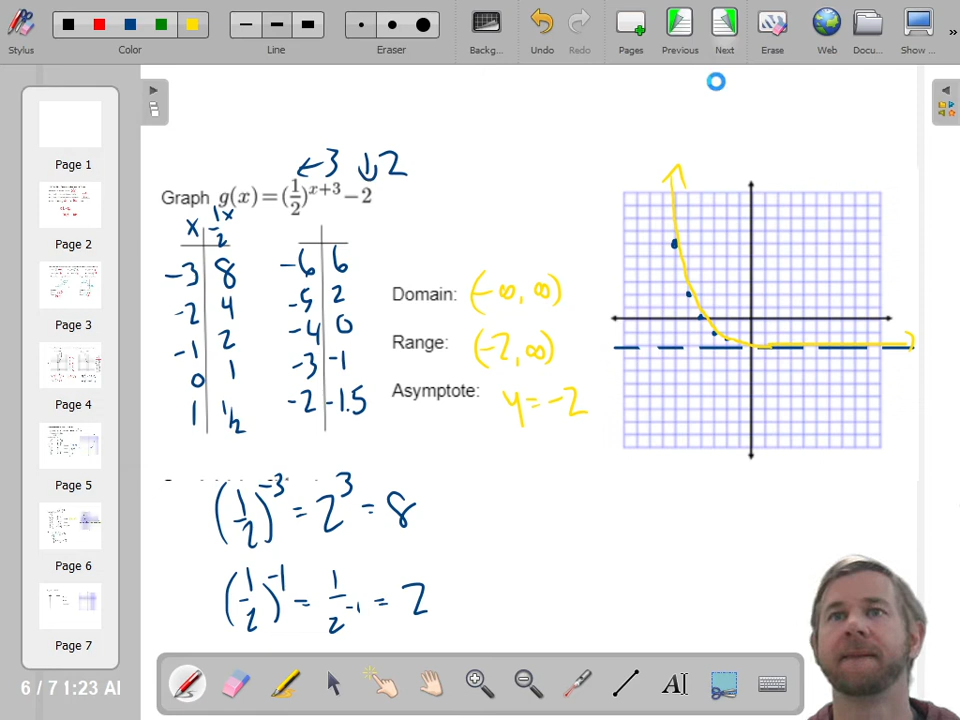 Stylus Color Line Eraser Backg... Undo Redo Pages Previous Next Erase Web Docu... Show ... »
Page 1
Page 2
Page 3
Page 4
Page 5
Page 6
Page 7
6 / 7 1:23 AI
←3 ↓2
Graph g(x)=(1/2)^{x+3}−2
x 1/2^x
-3 8 -6 6
-2 4 -5 2
-1 2 -4 0
0 1 -3 -1
1 1/2 -2 -1.5
Domain: (-∞, ∞)
Range: (-2, ∞)
Asymptote: y=-2
(1/2)^-3 = 2^3 = 8
(1/2)^-1 = 1/2^-1 = 2